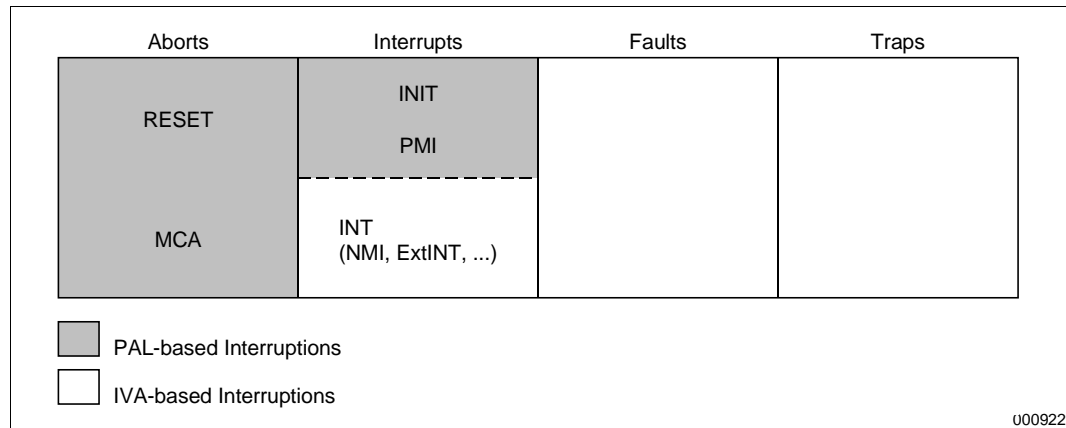 Aborts Interrupts Faults Traps
INIT
RESET
PMI
MCA
INT
(NMI, ExtINT, ...)
PAL-based Interruptions
IVA-based Interruptions
000922